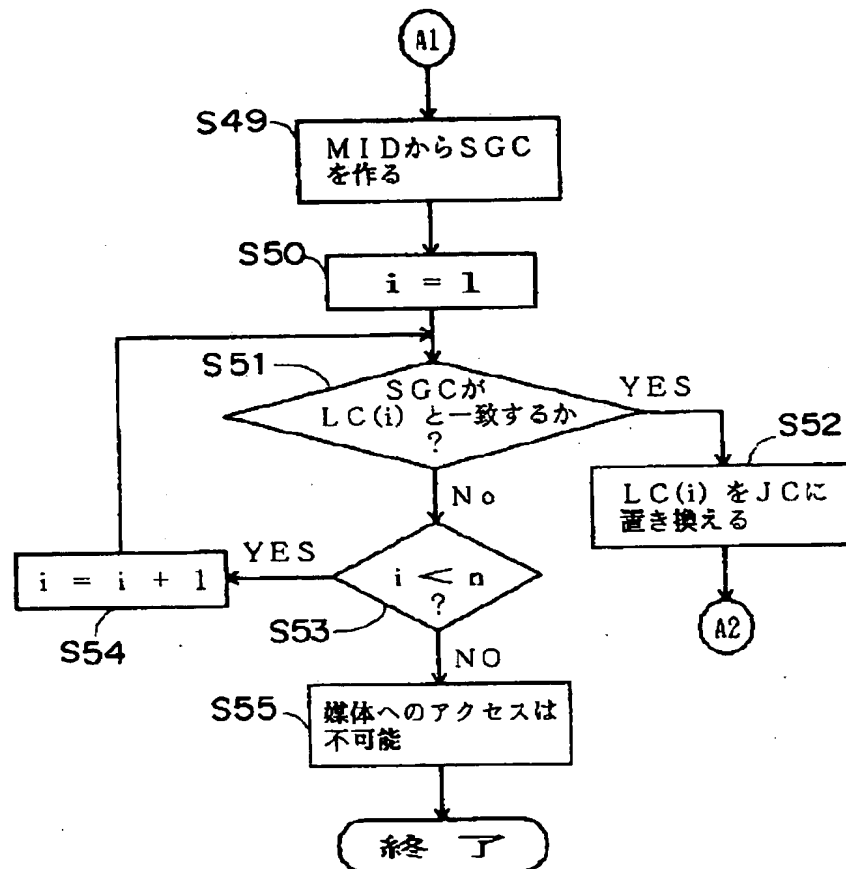 A1
S49
MIDからSGC
を作る
S50
i = 1
S51
SGCが
LC(i) と一致するか
?
YES
S52
LC(i) をJCに
置き換える
A2
No
i < n
?
S53
YES
i = i + 1
S54
NO
S55
媒体へのアクセスは
不可能
終了